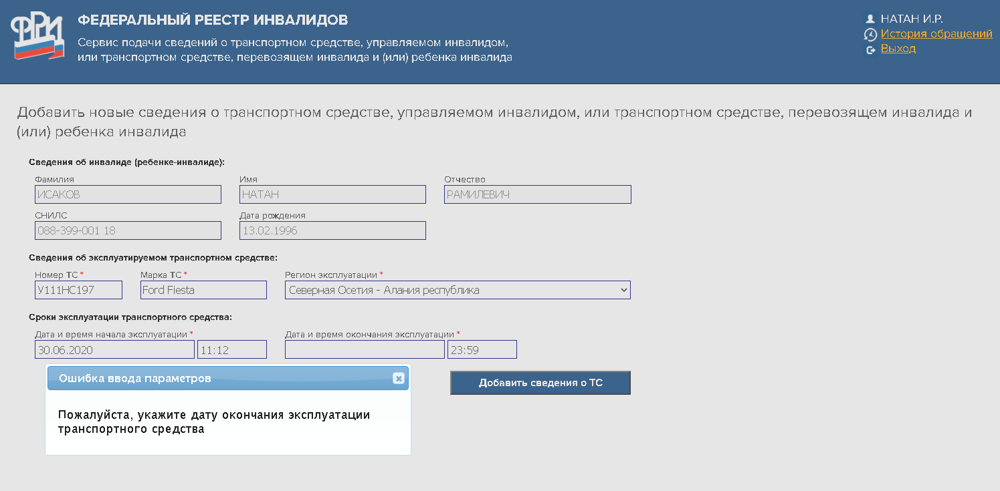 ФРИ
ФЕДЕРАЛЬНЫЙ РЕЕСТР ИНВАЛИДОВ
Сервис подачи сведений о транспортном средстве, управляемом инвалидом,
или транспортном средстве, перевозящем инвалида и (или) ребенка инвалида
НАТАН И.Р.
История обращений
Выход
Добавить новые сведения о транспортном средстве, управляемом инвалидом, или транспортном средстве, перевозящем инвалида и
(или) ребенка инвалида
Сведения об инвалиде (ребенке-инвалиде):
Фамилия Имя Отчество
ИСАКОВ НАТАН РАМИЛЕВИЧ
СНИЛС Дата рождения
088-399-001 18 13.02.1996
Сведения об эксплуатируемом транспортном средстве:
Номер ТС * Марка ТС * Регион эксплуатации *
У111НС197 Ford Fiesta Северная Осетия - Алания республика
Сроки эксплуатации транспортного средства:
Дата и время начала эксплуатации * Дата и время окончания эксплуатации *
30.06.2020 11:12 23:59
Ошибка ввода параметров
Добавить сведения о ТС
Пожалуйста, укажите дату окончания эксплуатации
транспортного средства